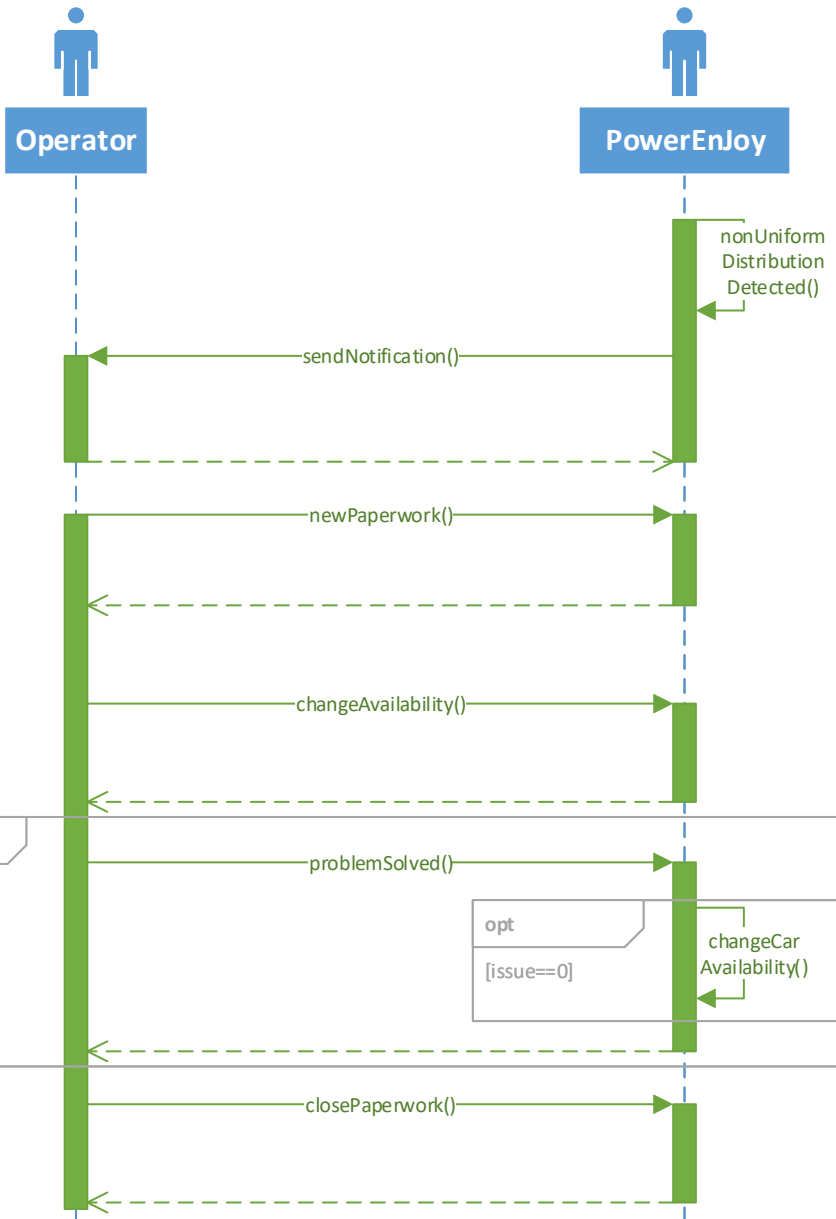 Operator
PowerEnJoy
nonUniform
Distribution
Detected()
sendNotification()
newPaperwork()
changeAvailability()
problemSolved()
opt
[issue==0]
changeCar
Availability()
closePaperwork()